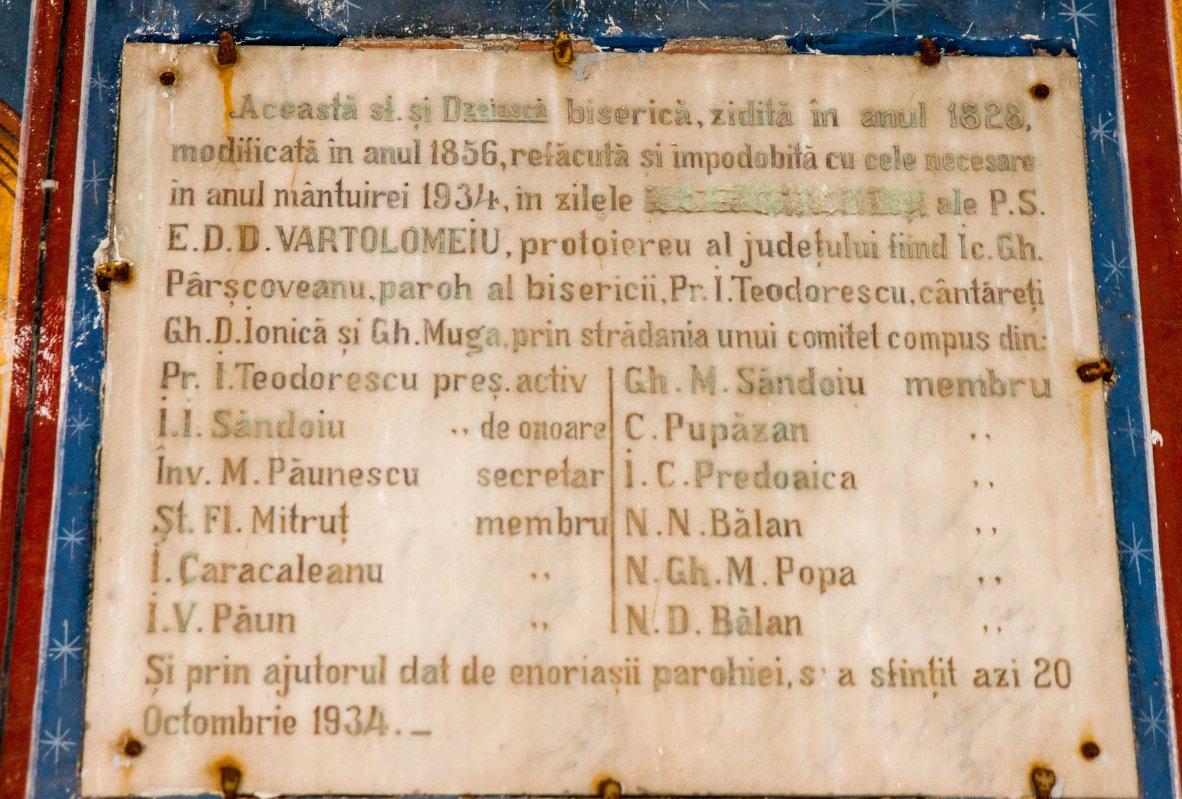 Această sf. și Dzeiască biserică, zidită în anul 1828,
modificată în anul 1856, refăcută și împodobită cu cele necesare
în anul mântuirei 1934, în zilele ale P.S.
E.D.D. VARTOLOMEIU, protoiereu al județului fiind Ic. Gh.
Pârșcoveanu, paroh al bisericii, Pr. İ. Teodorescu, cântăreți
Gh. D. İonică și Gh. Muga, prin strădania unui comitet compus din:
Pr. İ. Teodorescu preș. activ
İ.İ. Săndoiu ,, de onoare
Înv. M. Păunescu secretar
Șt. Fl. Mitruț membru
İ. Caracaleanu ,,
İ.V. Păun ,,
Gh. M. Săndoiu membru
C. Pupăzan ,,
İ. C. Predoaica ,,
N. N. Bălan ,,
N. Gh. M. Popa ,,
N. D. Bălan ,,
Și prin ajutorul dat de enoriașii parohiei, s'a sfințit azi 20
Octombrie 1934. _